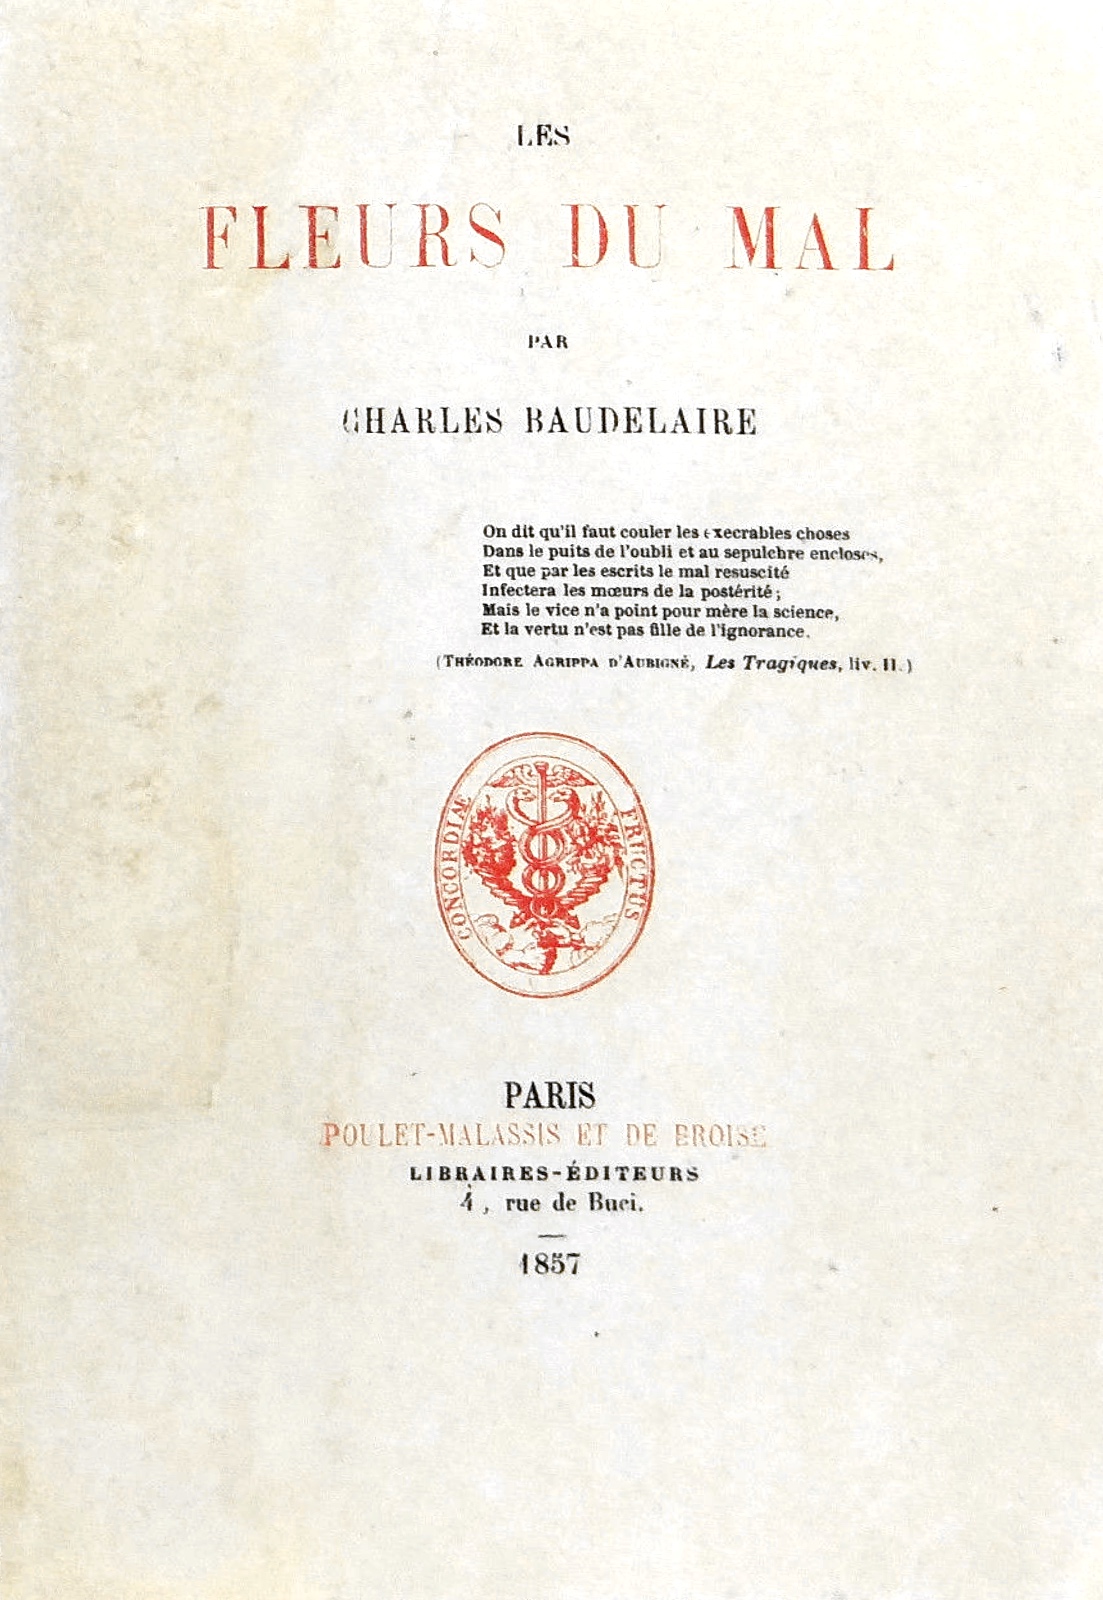 LES
FLEURS DU MAL
PAR
CHARLES BAUDELAIRE
On dit qu'il faut couler les execrables choses
Dans le puits de l'oubli et au sepulchre encloses,
Et que par les escrits le mal resuscité
Infectera les mœurs de la postérité ;
Mais le vice n'a point pour mère la science,
Et la vertu n'est pas fille de l'ignorance.
(THÉODORE AGRIPPA D'AUBIGNÉ, Les Tragiques, liv. II.)
CONCORDIÆ FRUCTUS
PARIS
POULET-MALASSIS ET DE BROISE
LIBRAIRES-ÉDITEURS
4, rue de Buci.
1857